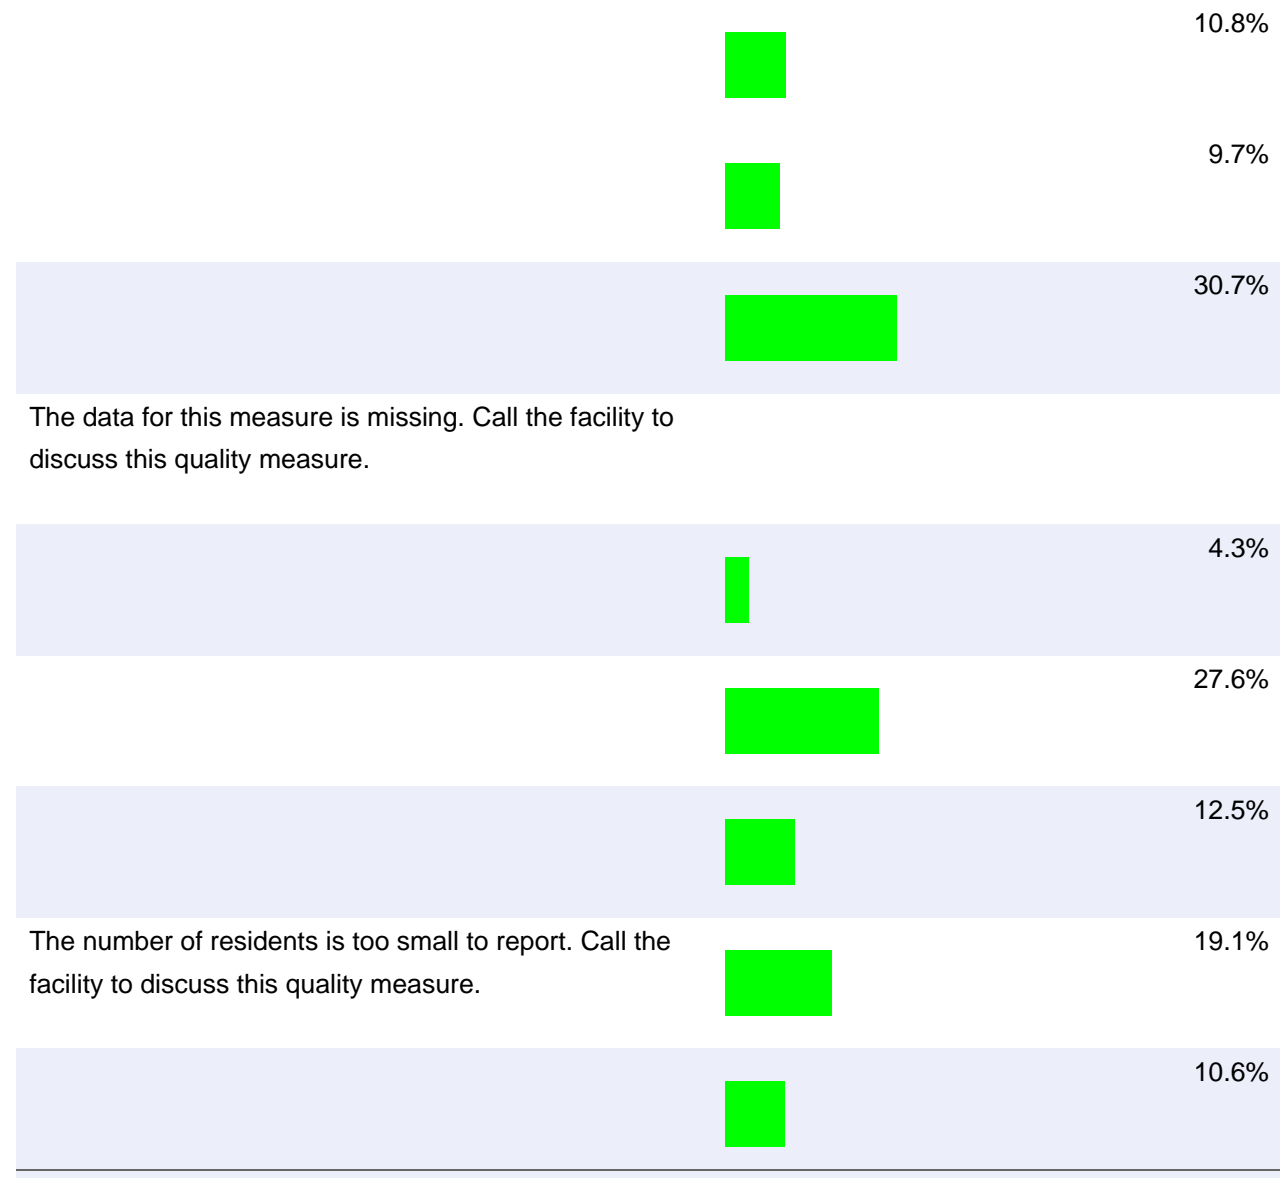 10.8%
9.7%
30.7%
The data for this measure is missing. Call the facility to
discuss this quality measure.
4.3%
27.6%
12.5%
The number of residents is too small to report. Call the
19.1%
facility to discuss this quality measure.
10.6%